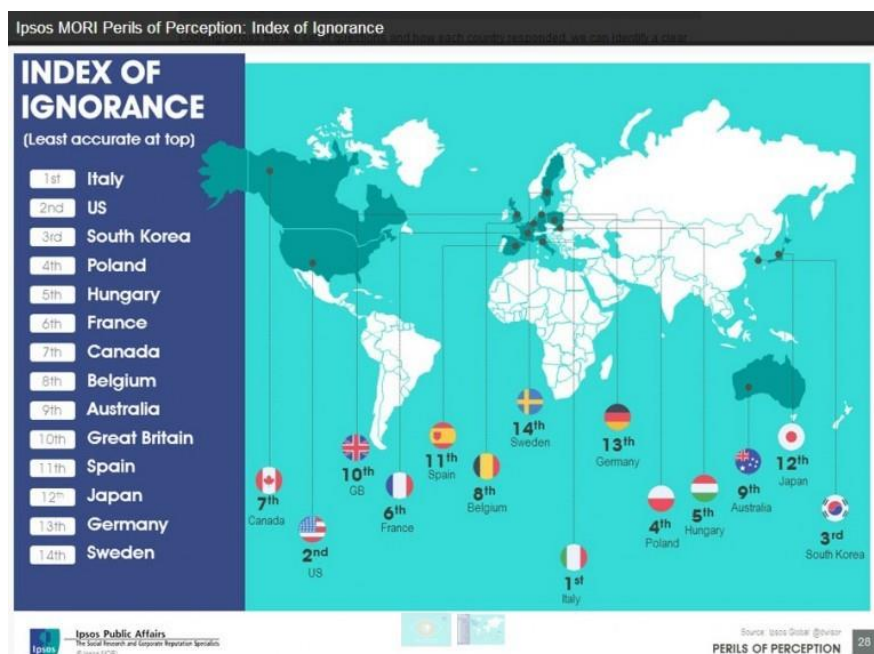 Ipsos MORI Perils of Perception: Index of Ignorance
INDEX OF
IGNORANCE
(Least accurate at top)
1st Italy
2nd US
3rd South Korea
4th Poland
5th Hungary
6th France
7th Canada
8th Belgium
9th Australia
10th Great Britain
11th Spain
12th Japan
13th Germany
14th Sweden
7th
Canada
2nd
US
10th
GB
6th
France
11th
Spain
8th
Belgium
14th
Sweden
1st
Italy
13th
Germany
4th
Poland
5th
Hungary
9th
Australia
12th
Japan
3rd
South Korea
Ipsos
Ipsos Public Affairs
The Social Research and Corporate Reputation Specialists
© Ipsos MORI
Source: Ipsos Global @dvisor
PERILS OF PERCEPTION 28